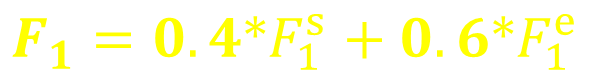 F₁ = 0.4*F₁ˢ + 0.6*F₁ᵉ